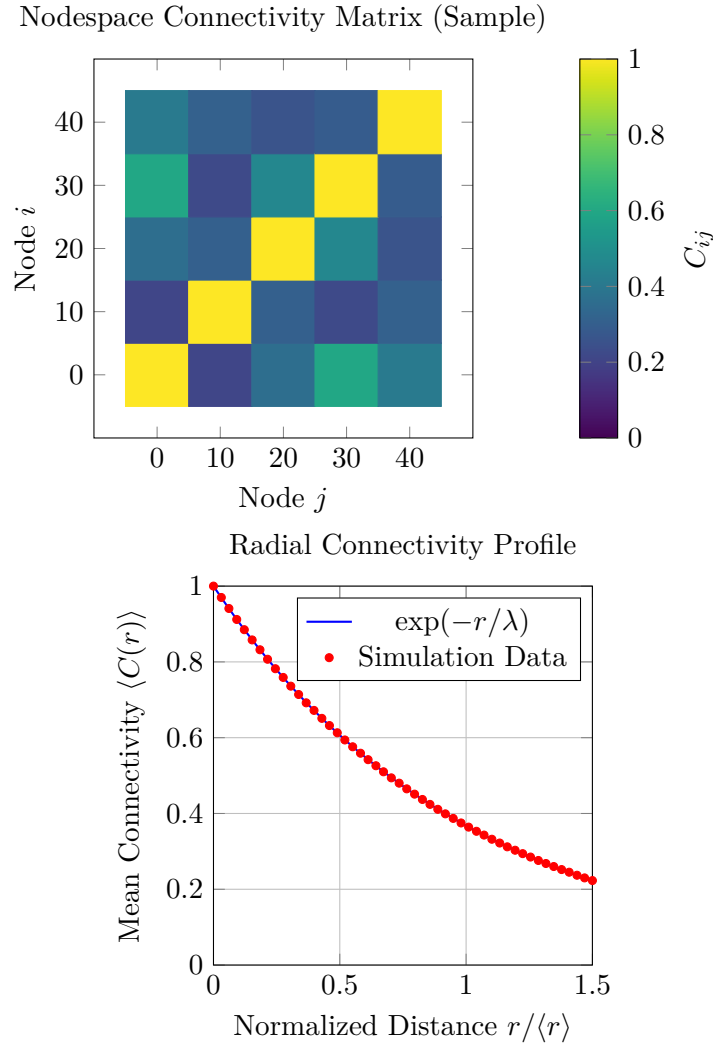 Nodespace Connectivity Matrix (Sample)
40
30
20
10
0
Node i
0 10 20 30 40
Node j
1
0.8
0.6
0.4
0.2
0
C_{ij}
Radial Connectivity Profile
1
0.8
0.6
0.4
0.2
0
Mean Connectivity ⟨C(r)⟩
exp(−r/λ)
Simulation Data
0 0.5 1 1.5
Normalized Distance r/⟨r⟩